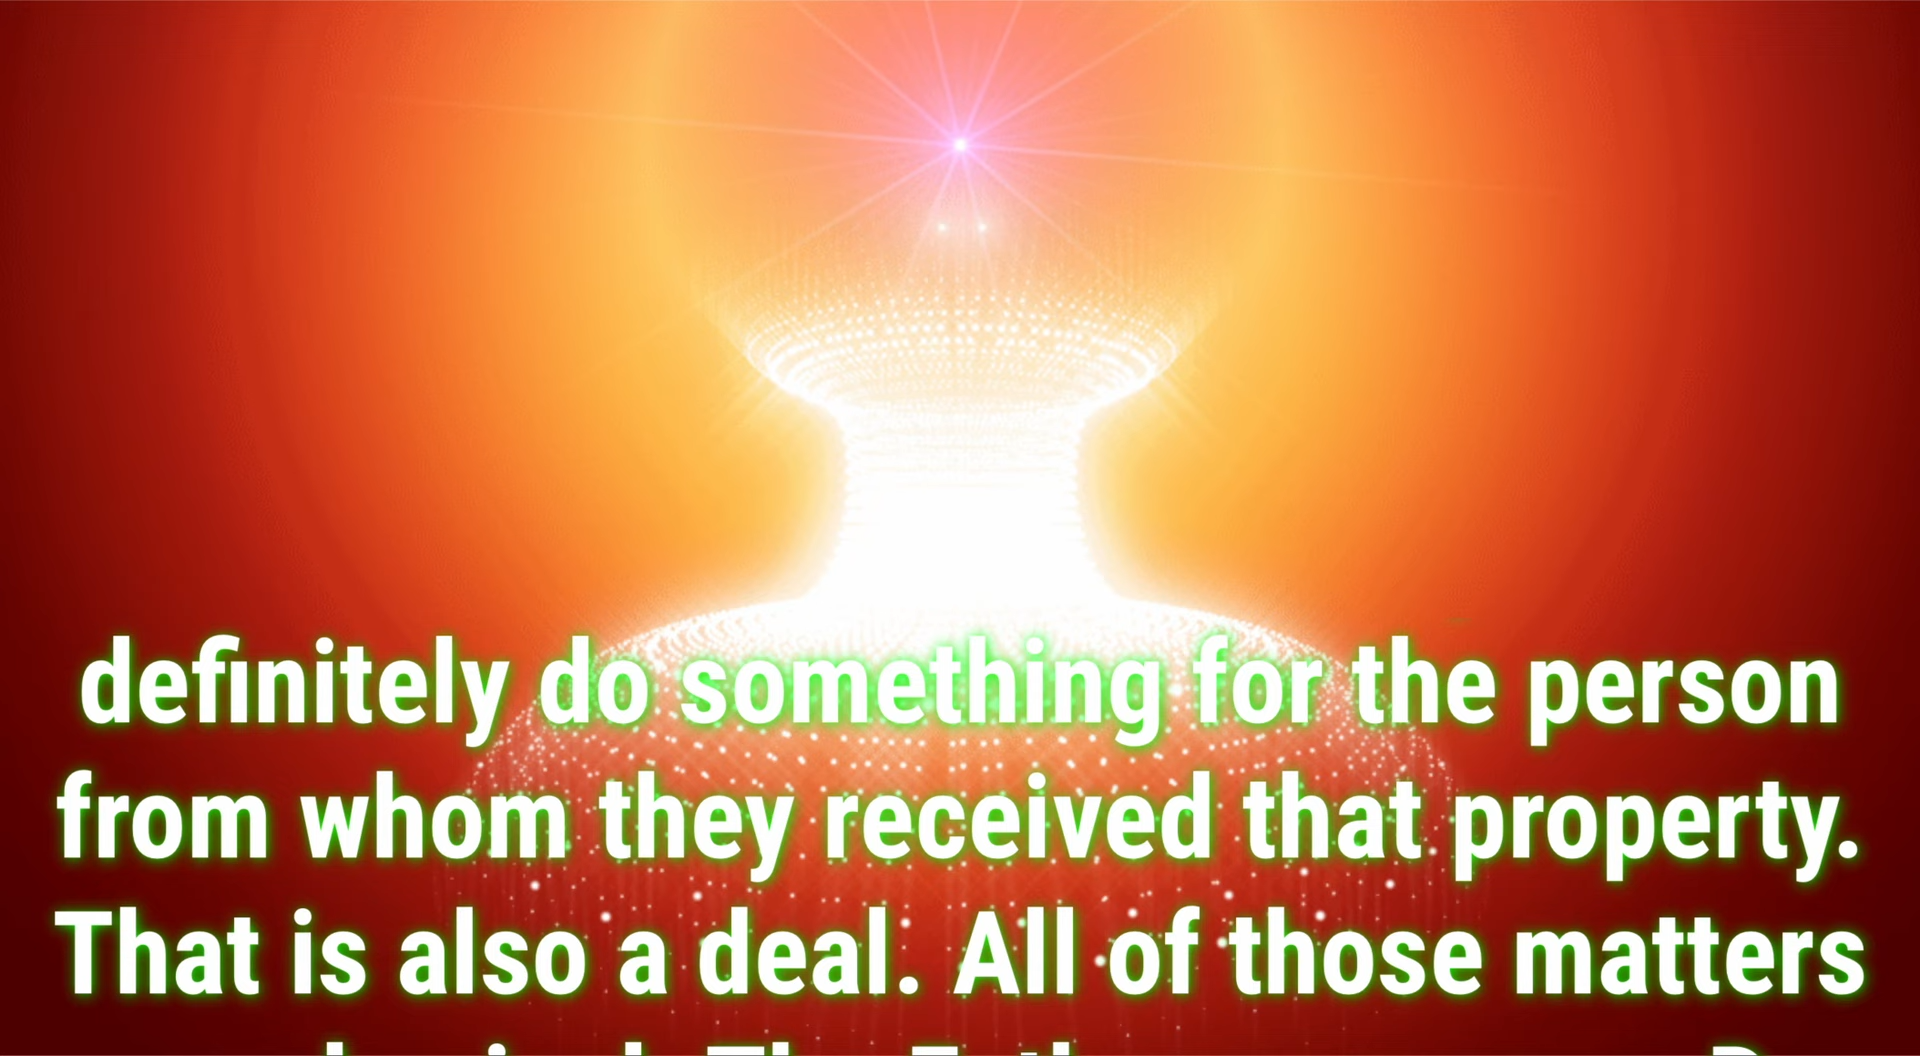 definitely do something for the person
from whom they received that property.
That is also a deal. All of those matters